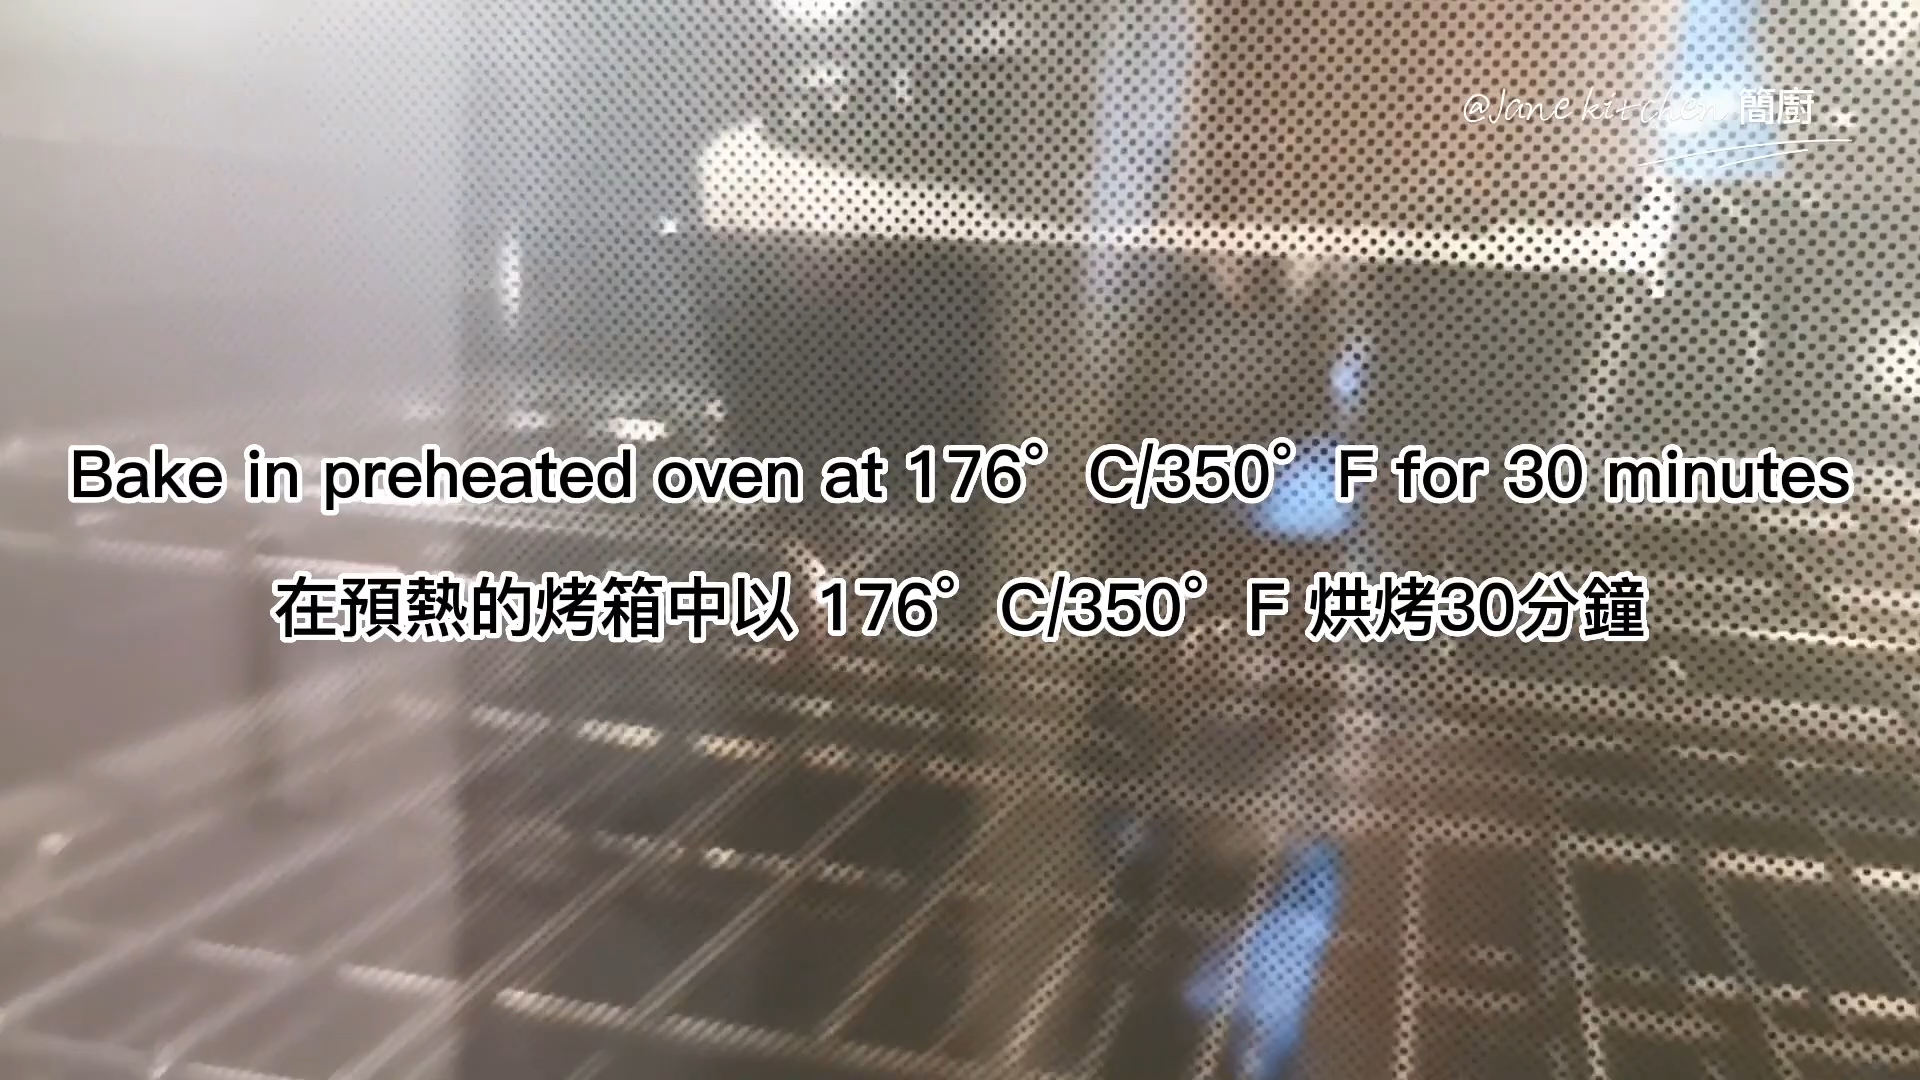 @Jane kitchen 簡廚
Bake in preheated oven at 176°C/350°F for 30 minutes
在預熱的烤箱中以 176°C/350°F 烘烤30分鐘